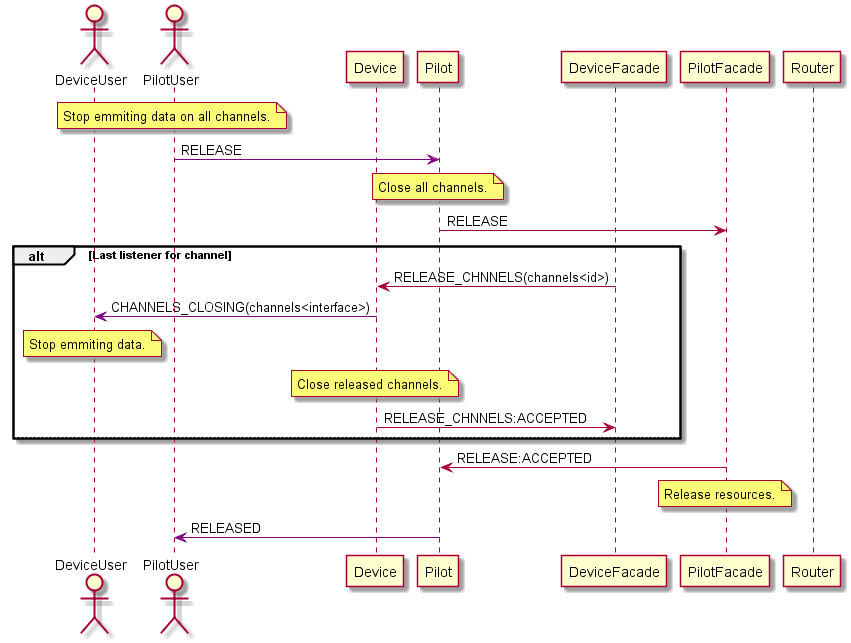 DeviceUser
PilotUser
Device
Pilot
DeviceFacade
PilotFacade
Router
Stop emmiting data on all channels.
RELEASE
Close all channels.
RELEASE
alt
[Last listener for channel]
RELEASE_CHNNELS(channels<id>)
CHANNELS_CLOSING(channels<interface>)
Stop emmiting data.
Close released channels.
RELEASE_CHNNELS:ACCEPTED
RELEASE:ACCEPTED
Release resources.
RELEASED
DeviceUser
PilotUser
Device
Pilot
DeviceFacade
PilotFacade
Router